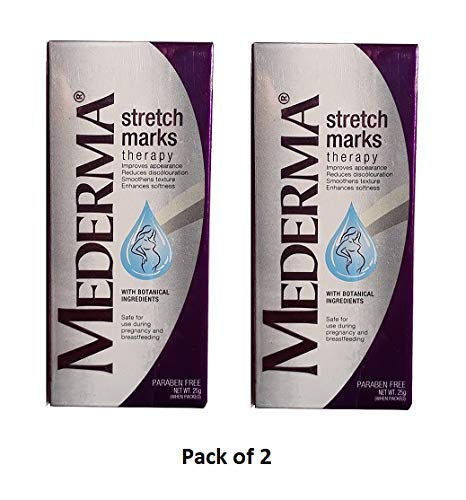 MEDERMA®
stretch
marks
therapy
Improves appearance
Reduces discolouration
Smoothens texture
Enhances softness
WITH BOTANICAL
INGREDIENTS
Safe for
use during
pregnancy and
breastfeeding
PARABEN FREE
NET WT. 25g
(WHEN PACKED)
MEDERMA®
stretch
marks
therapy
Improves appearance
Reduces discolouration
Smoothens texture
Enhances softness
WITH BOTANICAL
INGREDIENTS
Safe for
use during
pregnancy and
breastfeeding
PARABEN FREE
NET WT. 25g
(WHEN PACKED)
Pack of 2